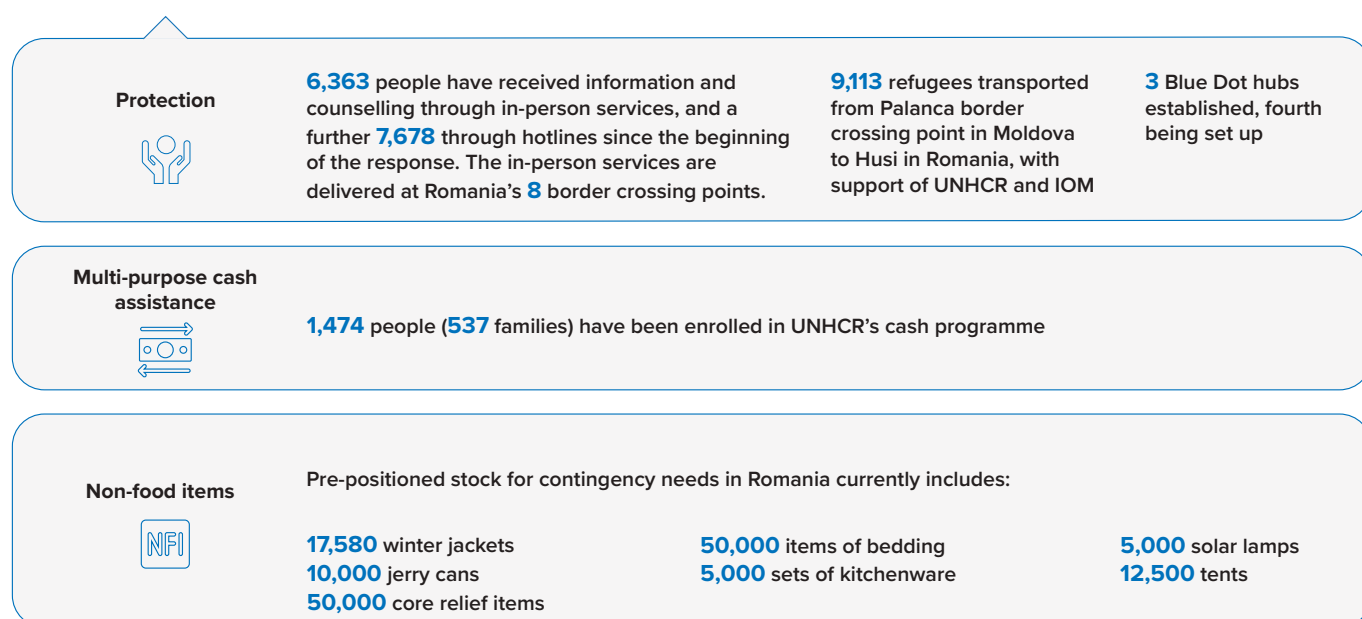 Protection
6,363 people have received information and
counselling through in-person services, and a
further 7,678 through hotlines since the beginning
of the response. The in-person services are
delivered at Romania's 8 border crossing points.
9,113 refugees transported
from Palanca border
crossing point in Moldova
to Husi in Romania, with
support of UNHCR and IOM
3 Blue Dot hubs
established, fourth
being set up
Multi-purpose cash
assistance
1,474 people (537 families) have been enrolled in UNHCR's cash programme
Non-food items
NFI
Pre-positioned stock for contingency needs in Romania currently includes:
17,580 winter jackets
10,000 jerry cans
50,000 core relief items
50,000 items of bedding
5,000 sets of kitchenware
5,000 solar lamps
12,500 tents